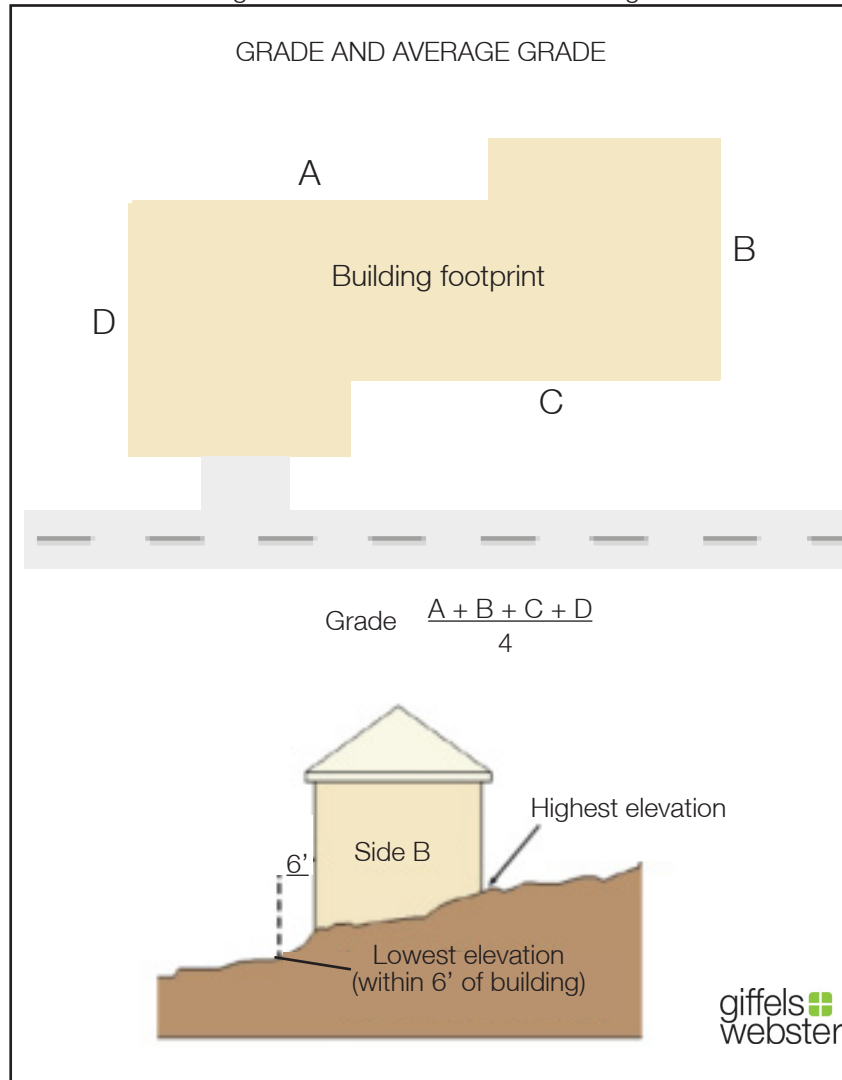 GRADE AND AVERAGE GRADE
A
B
Building footprint
D
C
Grade A + B + C + D
4
Highest elevation
6’
Side B
Lowest elevation
(within 6’ of building)
giffels
webster